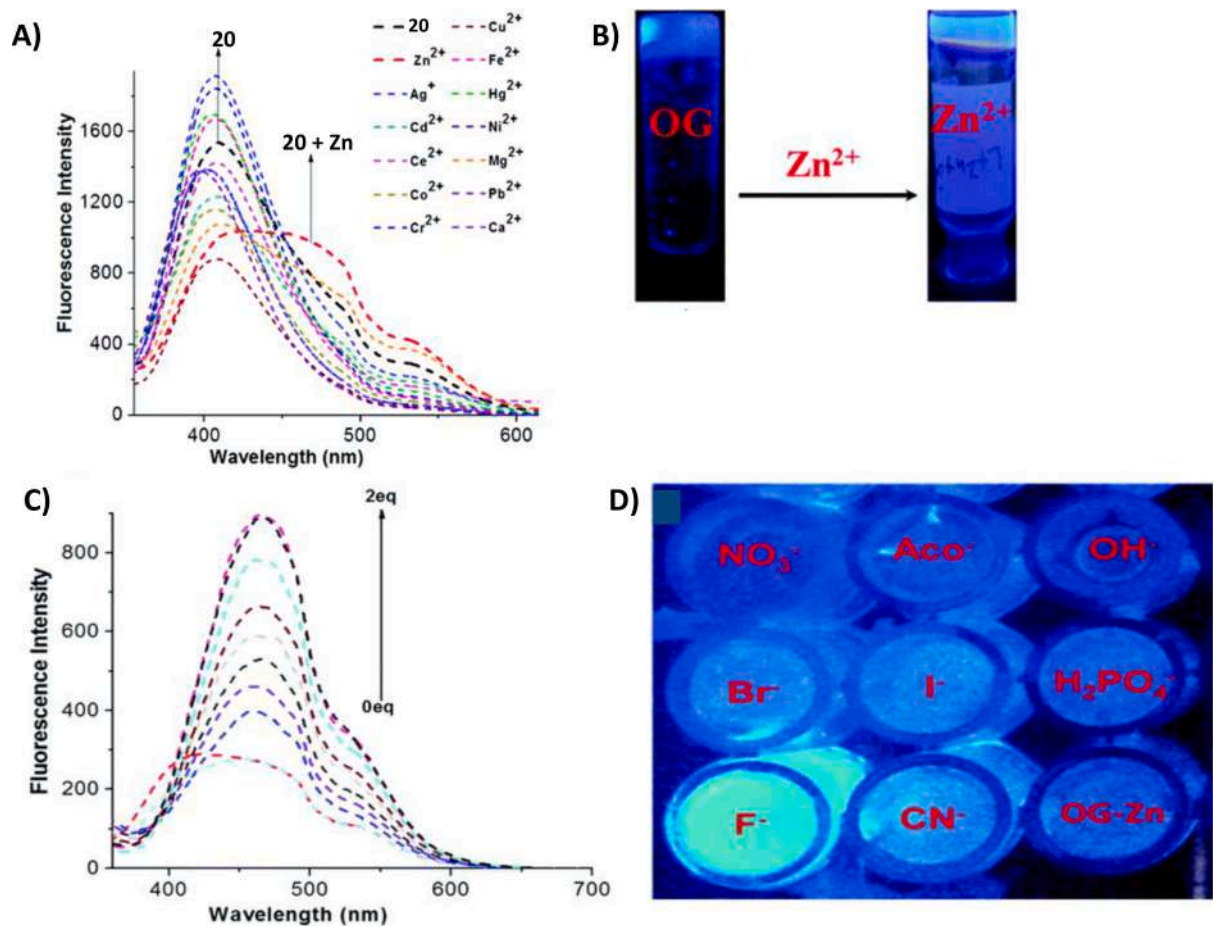 A)
20
20 + Zn
20
Zn²⁺
Ag⁺
Cd²⁺
Ce²⁺
Co²⁺
Cr²⁺
Cu²⁺
Fe²⁺
Hg²⁺
Ni²⁺
Mg²⁺
Pb²⁺
Ca²⁺
Fluorescence Intensity
1600
1200
800
400
0
400
500
600
Wavelength (nm)
B)
OG
Zn²⁺
Zn²⁺
C)
2eq
0eq
Fluorescence Intensity
800
600
400
200
0
400
500
600
700
Wavelength (nm)
D)
NO₃⁻
Aco⁻
OH⁻
Br⁻
I⁻
H₂PO₄⁻
F⁻
CN⁻
OG-Zn